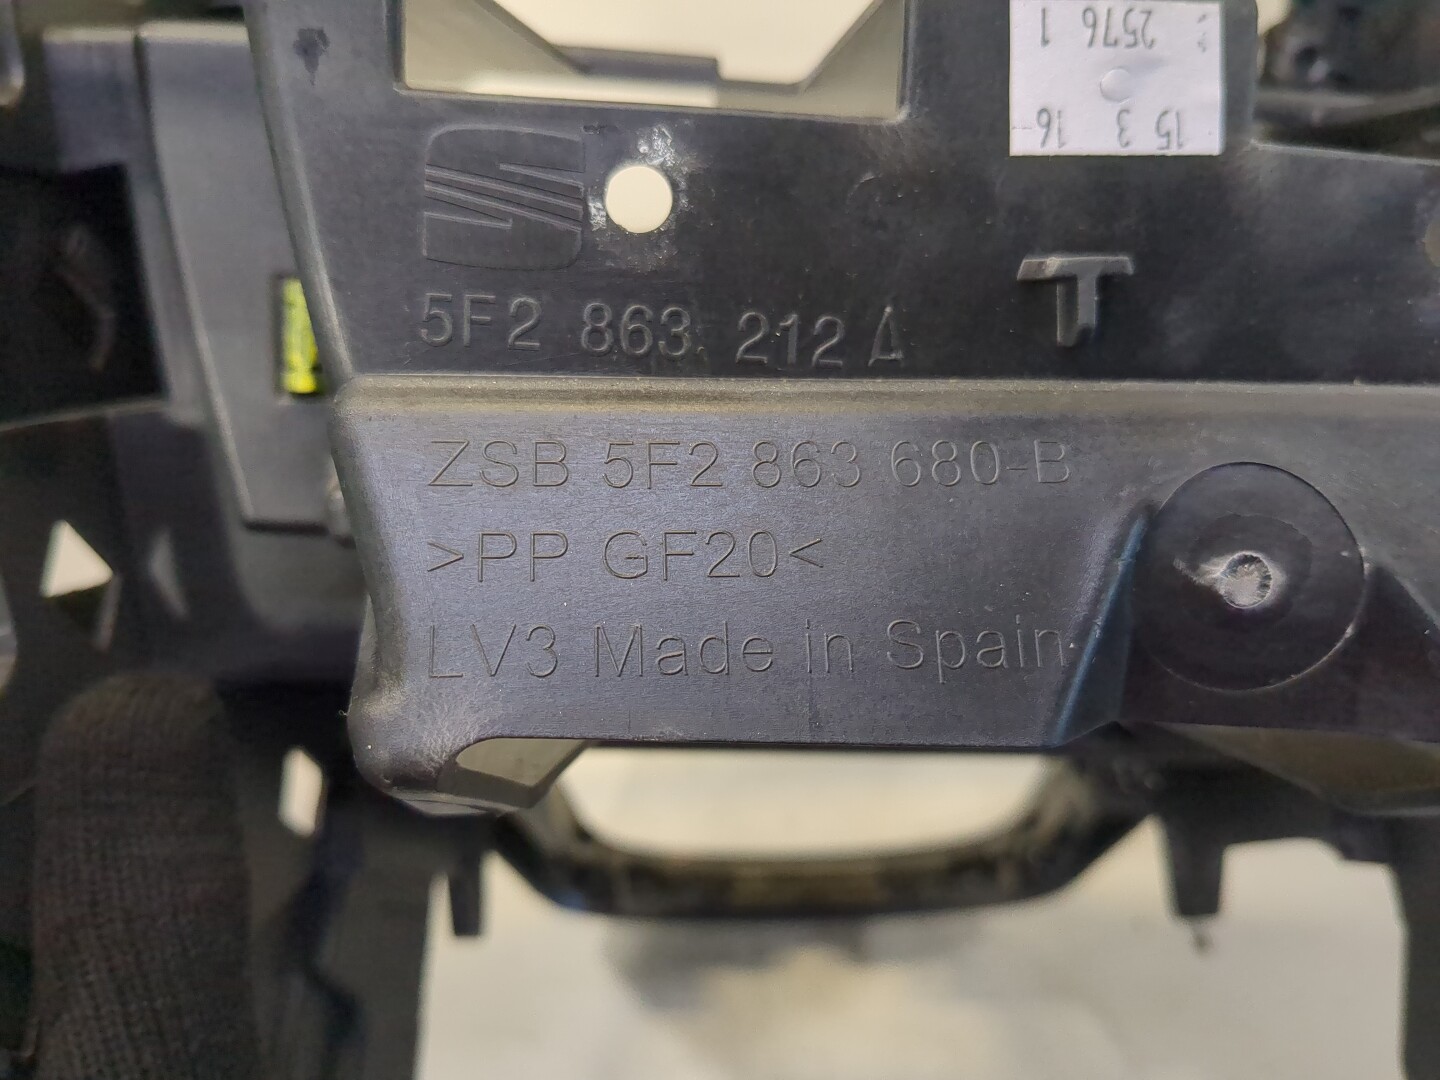 2576 1
15 3 16
5F2 863 212 A
T
ZSB 5F2 863 680-B
>PP GF20<
LV3 Made in Spain